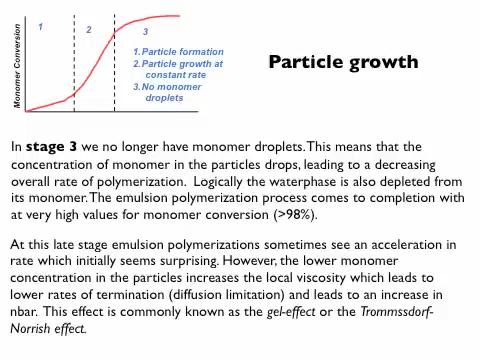 Monomer Conversion
1
2
3
1. Particle formation
2. Particle growth at
constant rate
3. No monomer
droplets
Particle growth
In stage 3 we no longer have monomer droplets. This means that the
concentration of monomer in the particles drops, leading to a decreasing
overall rate of polymerization. Logically the waterphase is also depleted from
its monomer. The emulsion polymerization process comes to completion with
at very high values for monomer conversion (>98%).
At this late stage emulsion polymerizations sometimes see an acceleration in
rate which initially seems surprising. However, the lower monomer
concentration in the particles increases the local viscosity which leads to
lower rates of termination (diffusion limitation) and leads to an increase in
nbar. This effect is commonly known as the gel-effect or the Trommssdorf-
Norrish effect.